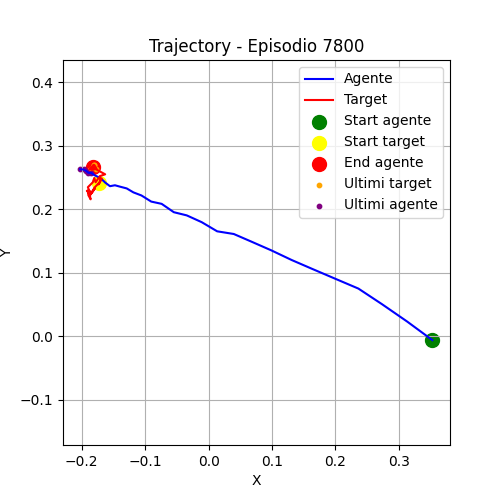 Trajectory - Episodio 7800
Agente
Target
Start agente
Start target
End agente
Ultimi target
Ultimi agente
0.4
0.3
0.2
0.1
0.0
−0.1
Y
−0.2
−0.1
0.0
0.1
0.2
0.3
X